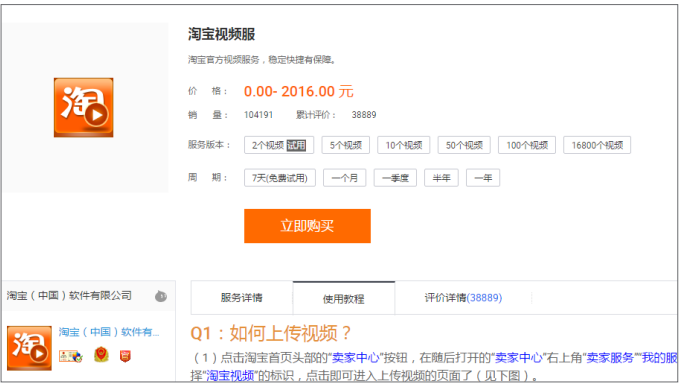 淘宝视频服
淘宝官方视频服务，稳定快捷有保障。
淘
价 格： 0.00- 2016.00 元
销 量： 104191 累计评价： 38889
服务版本： 2个视频 试用 5个视频 10个视频 50个视频 100个视频 16800个视频
周 期： 7天(免费试用) 一个月 一季度 半年 一年
立即购买
淘宝（中国）软件有限公司
服务详情 使用教程 评价详情(38889)
淘
淘宝（中国）软件有...
Q1：如何上传视频？
（1）点击淘宝首页头部的“卖家中心”按钮，在随后打开的“卖家中心”右上角“卖家服务”“我的服
择“淘宝视频”的标识，点击即可进入上传视频的页面了（见下图）。